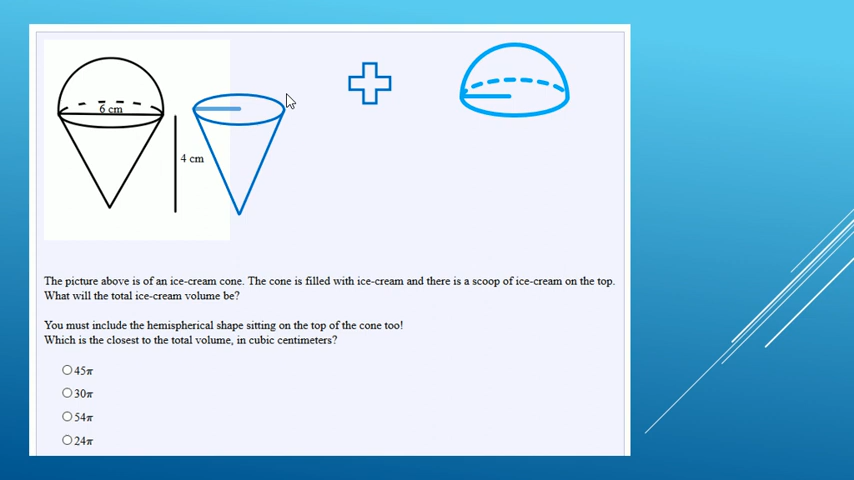 6 cm
4 cm
The picture above is of an ice-cream cone. The cone is filled with ice-cream and there is a scoop of ice-cream on the top.
What will the total ice-cream volume be?
You must include the hemispherical shape sitting on the top of the cone too!
Which is the closest to the total volume, in cubic centimeters?
45π
30π
54π
24π